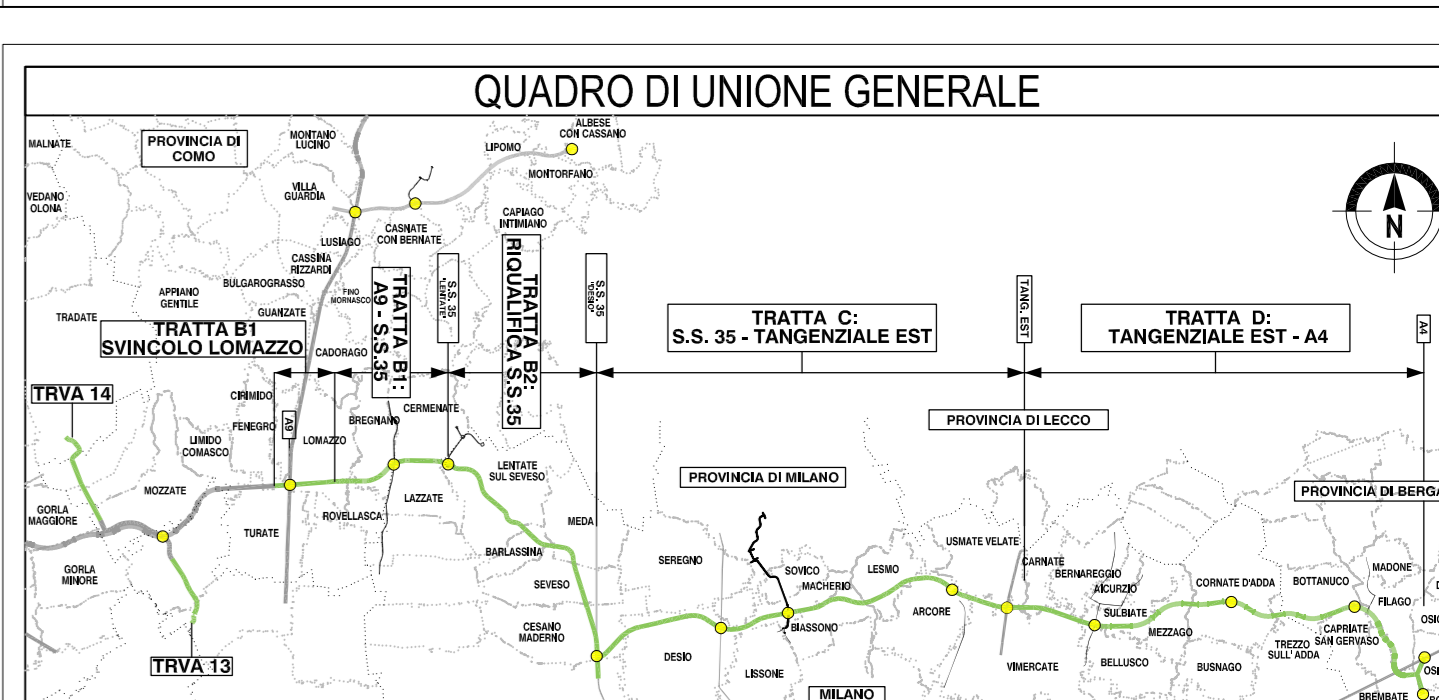 QUADRO DI UNIONE GENERALE
ALBESE
CON CASSANO
MALNATE
PROVINCIA DI
COMO
MONTANO
LUCINO
LIPOMO
MONTORFANO
VILLA
GUARDIA
VEDANO
OLONA
CAPIAGO
INTIMIANO
CASNATE
CON BERNATE
N
LUSIAGO
CASSINA
RIZZARDI
BULGAROGROSSO
APPIANO
GENTILE
FINO
MORNASCO
GUANZATE
TRADATE
TRATTA B1
SVINCOLO LOMAZZO
CADORAGO
TRATTA B1:
A9 - S.S.35
S.S. 35
"LENTATE"
TRATTA B2:
RIQUALIFICA S.S.35
S.S. 35
"DESIO"
TRATTA C:
S.S. 35 - TANGENZIALE EST
TANG. EST
TRATTA D:
TANGENZIALE EST - A4
A4
TRVA 14
CIRIMIDO
CERMENATE
FENEGRO
A9
BREGNANO
PROVINCIA DI LECCO
LIMIDO
COMASCO
LOMAZZO
LENTATE
SUL SEVESO
PROVINCIA DI MILANO
MOZZATE
LAZZATE
PROVINCIA DI BERGA
GORLA
MAGGIORE
ROVELLASCA
MEDA
TURATE
USMATE VELATE
BARLASSINA
SEREGNO
SOVICO
LESMO
CARNATE
BERNAREGGIO
MADONE
GORLA
MINORE
SEVESO
MACHERIO
AICURZIO
CORNATE D'ADDA
BOTTANUCO
FILAGO
ARCORE
SULBIATE
CESANO
MADERNO
BIASSONO
MEZZAGO
CAPRIATE
SAN GERVASO
TREZZO
SULL' ADDA
DESIO
TRVA 13
LISSONE
VIMERCATE
BELLUSCO
BUSNAGO
MILANO
BREMBATE